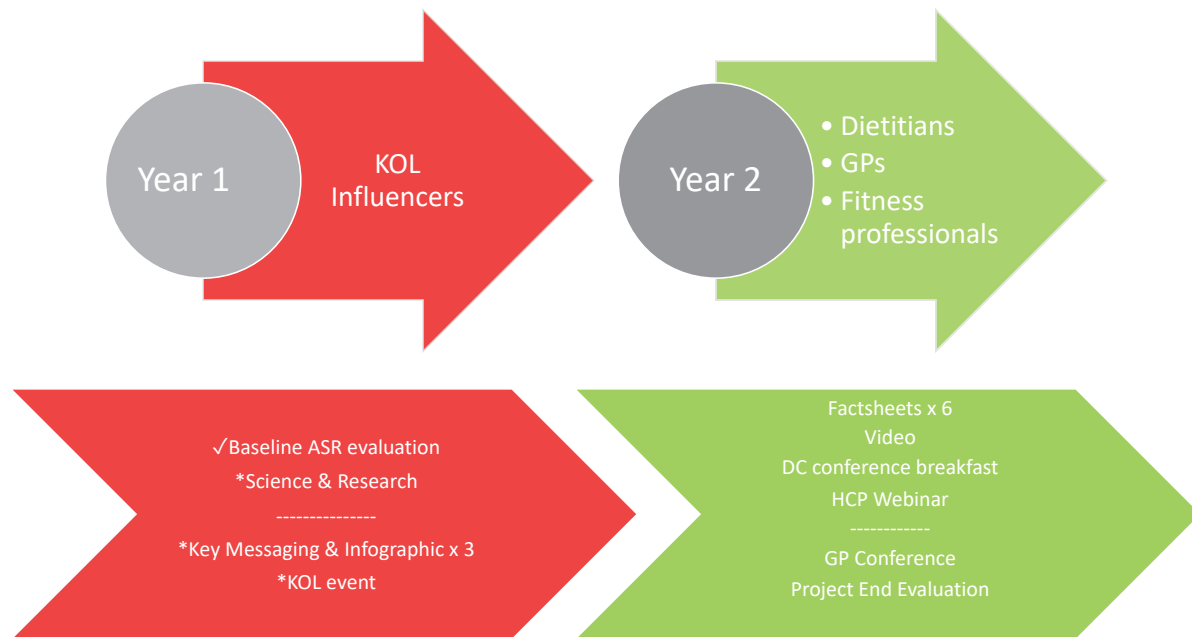 Year 1
KOL
Influencers
Year 2
• Dietitians
• GPs
• Fitness
professionals
✓Baseline ASR evaluation
*Science & Research
---------------
*Key Messaging & Infographic x 3
*KOL event
Factsheets x 6
Video
DC conference breakfast
HCP Webinar
------------
GP Conference
Project End Evaluation